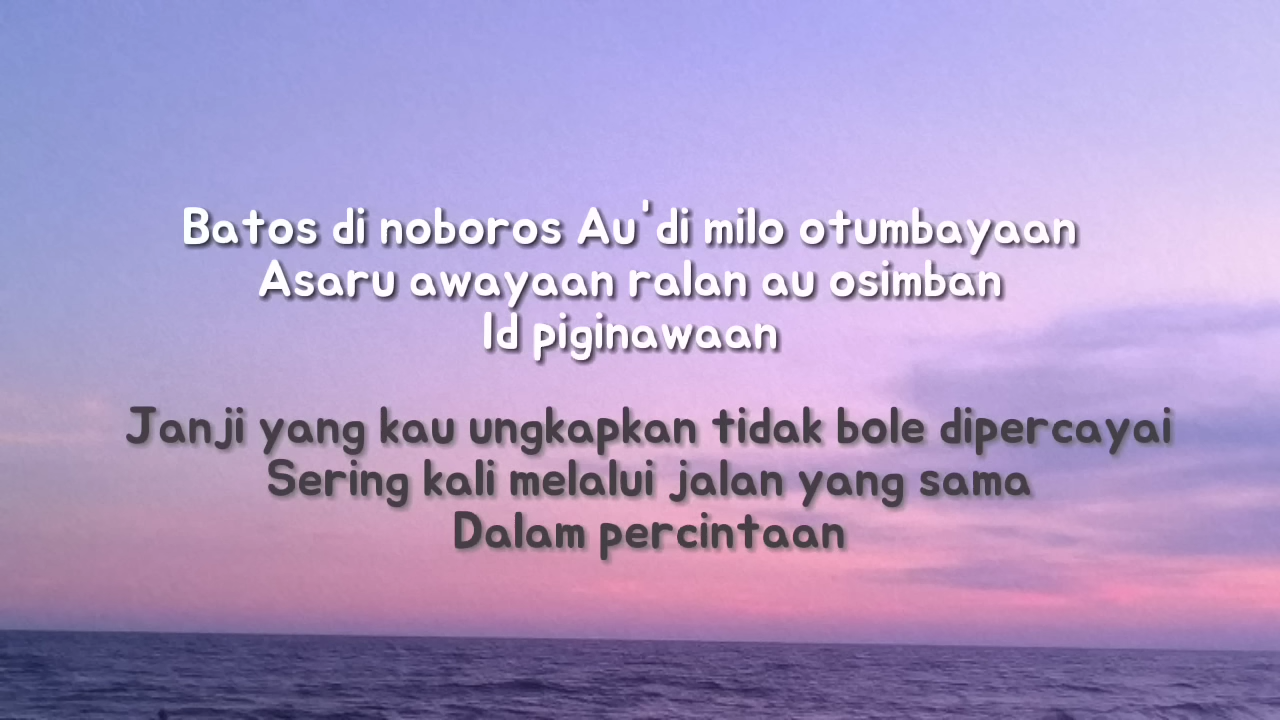 Batos di noboros Au'di milo otumbayaan
Asaru awayaan ralan au osimban
Id piginawaan
Janji yang kau ungkapkan tidak bole dipercayai
Sering kali melalui jalan yang sama
Dalam percintaan